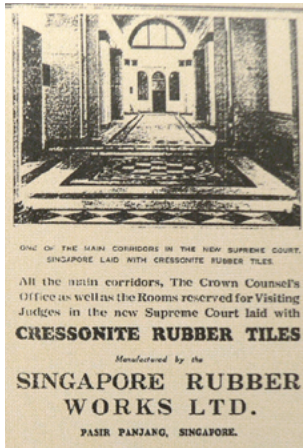 ONE OF THE MAIN CORRIDORS IN THE NEW SUPREME COURT,
SINGAPORE LAID WITH CRESSONITE RUBBER TILES.
All the main corridors, The Crown Counsel's
Office as well as the Rooms reserved for Visiting
Judges in the new Supreme Court laid with
CRESSONITE RUBBER TILES
Manufactured by the
SINGAPORE RUBBER
WORKS LTD.
PASIR PANJANG, SINGAPORE.